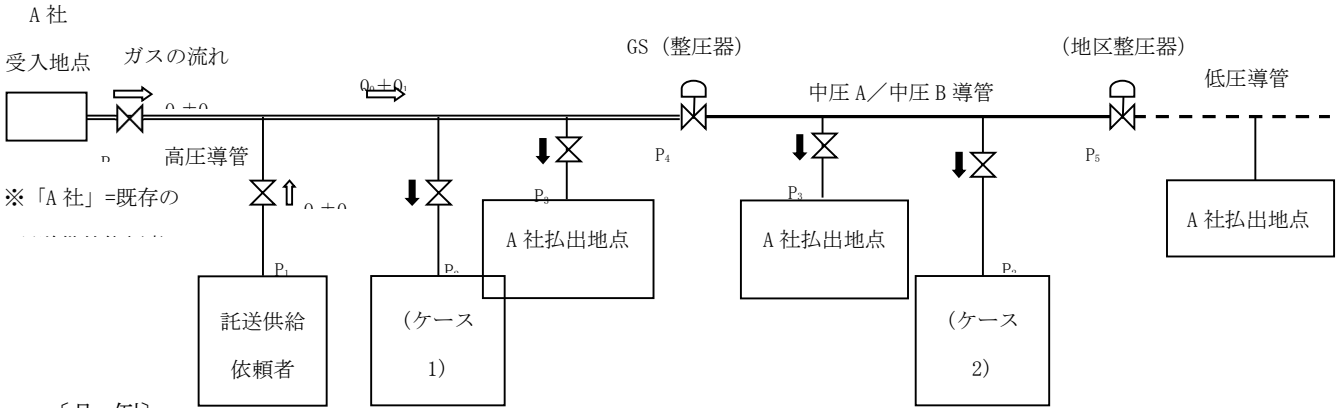 A 社
受入地点
ガスの流れ
GS（整圧器）
（地区整圧器）
低圧導管
中圧 A／中圧 B 導管
高圧導管
P₄
P₅
※「A 社」=既存の
P₃
P₃
A 社払出地点
A 社払出地点
A 社払出地点
P₁
託送供給
依頼者
（ケース
1）
（ケース
2）